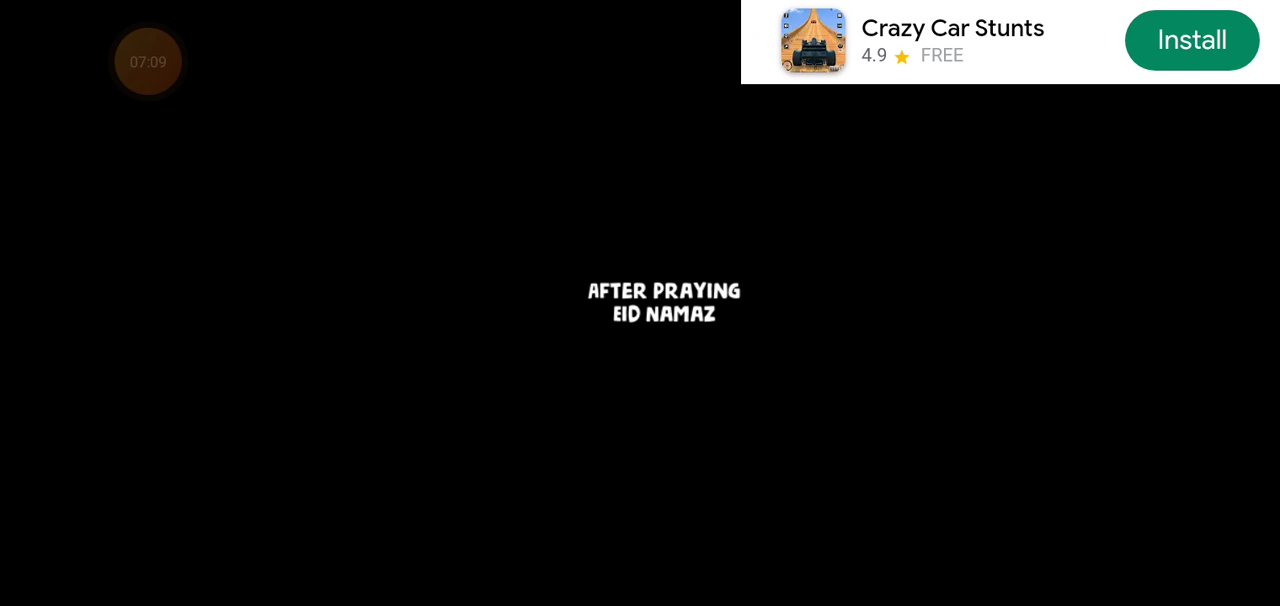 07:09
Crazy Car Stunts
4.9 ★ FREE
Install
AFTER PRAYING
EID NAMAZ